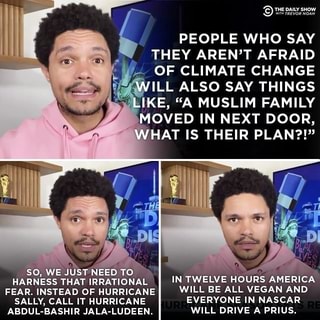 THE DAILY SHOW
WITH TREVOR NOAH
PEOPLE WHO SAY
THEY AREN'T AFRAID
OF CLIMATE CHANGE
WILL ALSO SAY THINGS
LIKE, “A MUSLIM FAMILY
MOVED IN NEXT DOOR,
WHAT IS THEIR PLAN?!”
SO, WE JUST NEED TO
HARNESS THAT IRRATIONAL
FEAR. INSTEAD OF HURRICANE
SALLY, CALL IT HURRICANE
ABDUL-BASHIR JALA-LUDEEN.
IN TWELVE HOURS AMERICA
WILL BE ALL VEGAN AND
EVERYONE IN NASCAR
WILL DRIVE A PRIUS.